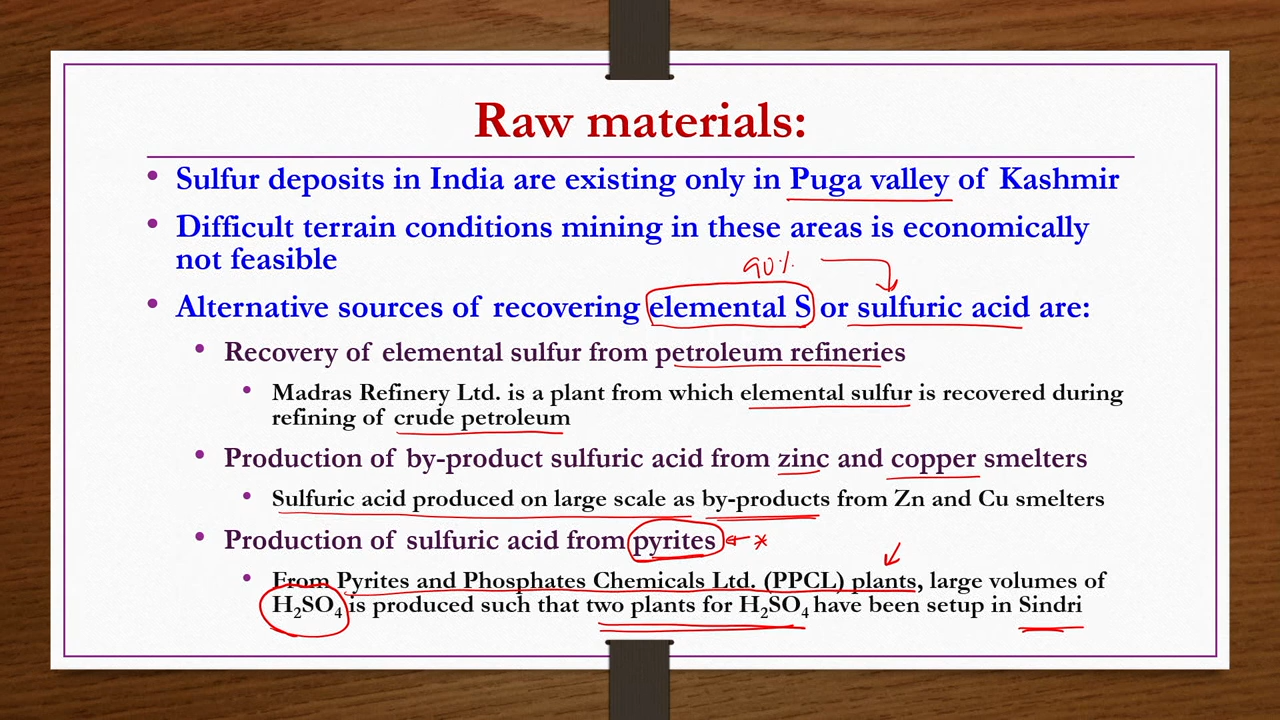 Raw materials:
• Sulfur deposits in India are existing only in Puga valley of Kashmir
• Difficult terrain conditions mining in these areas is economically
not feasible
90%
• Alternative sources of recovering elemental S or sulfuric acid are:
• Recovery of elemental sulfur from petroleum refineries
• Madras Refinery Ltd. is a plant from which elemental sulfur is recovered during
refining of crude petroleum
• Production of by-product sulfuric acid from zinc and copper smelters
• Sulfuric acid produced on large scale as by-products from Zn and Cu smelters
• Production of sulfuric acid from pyrites
• From Pyrites and Phosphates Chemicals Ltd. (PPCL) plants, large volumes of
H₂SO₄ is produced such that two plants for H₂SO₄ have been setup in Sindri